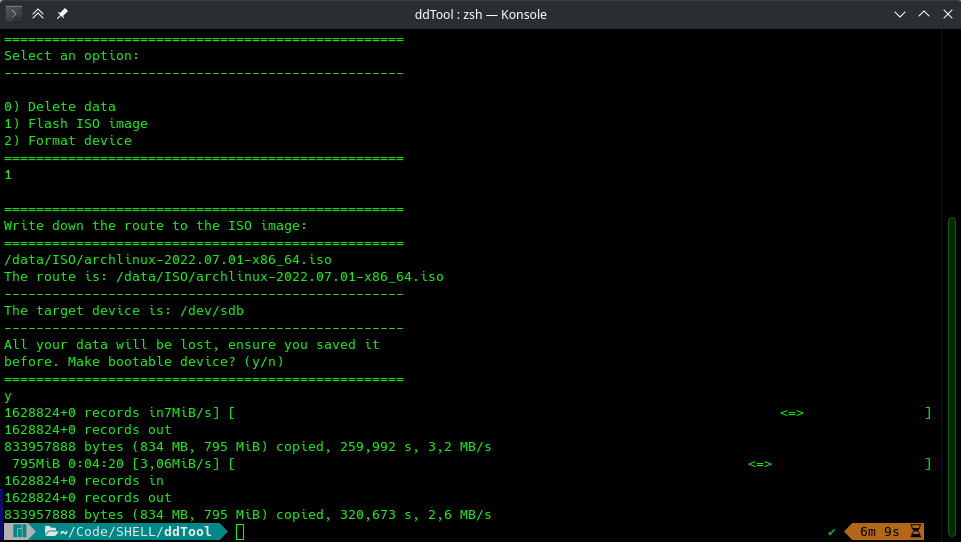 ddTool : zsh — Konsole
==================================================
Select an option:
--------------------------------------------------
0) Delete data
1) Flash ISO image
2) Format device
==================================================
1
==================================================
Write down the route to the ISO image:
==================================================
/data/ISO/archlinux-2022.07.01-x86_64.iso
The route is: /data/ISO/archlinux-2022.07.01-x86_64.iso
--------------------------------------------------
The target device is: /dev/sdb
--------------------------------------------------
All your data will be lost, ensure you saved it
before. Make bootable device? (y/n)
==================================================
y
1628824+0 records in7MiB/s] [ <=> ]
1628824+0 records out
833957888 bytes (834 MB, 795 MiB) copied, 259,992 s, 3,2 MB/s
795MiB 0:04:20 [3,06MiB/s] [ <=> ]
1628824+0 records in
1628824+0 records out
833957888 bytes (834 MB, 795 MiB) copied, 320,673 s, 2,6 MB/s
~/Code/SHELL/ddTool ✔ 6m 9s